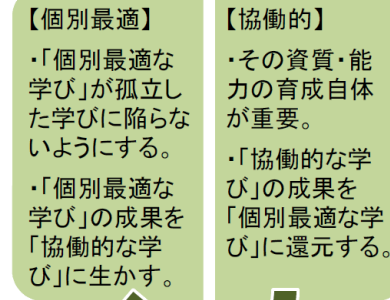 【個別最適】
・「個別最適な
学び」が孤立し
た学びに陥らな
いようにする。
・「個別最適な
学び」の成果を
「協働的な学
び」に生かす。
【協働的】
・その資質・能
力の育成自体
が重要。
・「協働的な学
び」の成果を
「個別最適な学
び」に還元する。